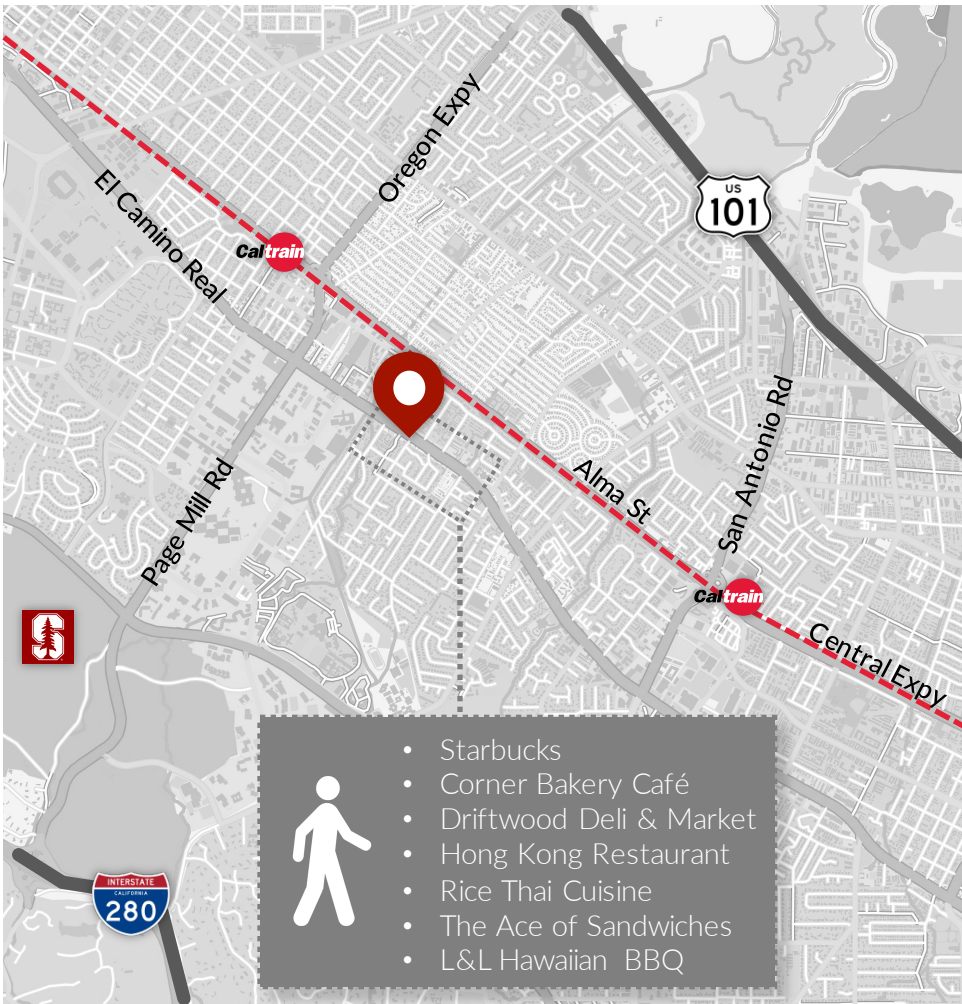 Oregon Expy
El Camino Real
US
101
Caltrain
San Antonio Rd
Alma St
Page Mill Rd
Caltrain
S
Central Expy
• Starbucks
• Corner Bakery Café
• Driftwood Deli & Market
• Hong Kong Restaurant
• Rice Thai Cuisine
• The Ace of Sandwiches
• L&L Hawaiian BBQ
INTERSTATE
CALIFORNIA
280